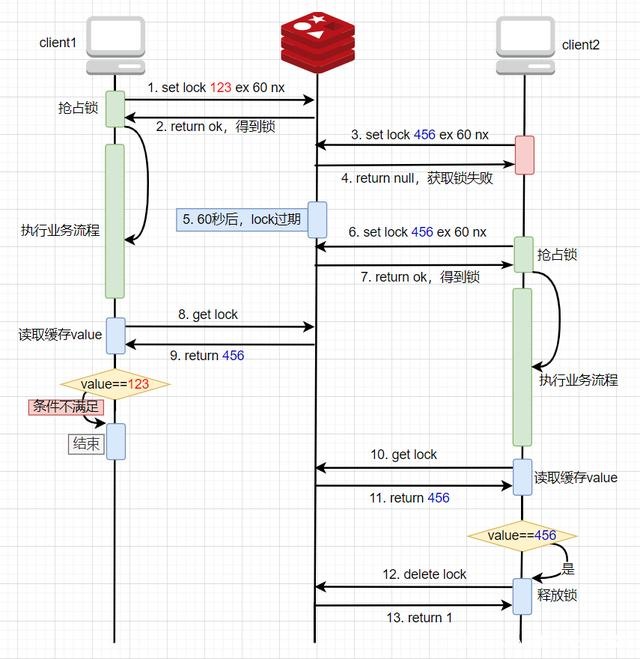 client1
client2
1. set lock 123 ex 60 nx
抢占锁
2. return ok，得到锁
3. set lock 456 ex 60 nx
4. return null，获取锁失败
5. 60秒后，lock过期
执行业务流程
6. set lock 456 ex 60 nx
抢占锁
7. return ok，得到锁
8. get lock
读取缓存value
9. return 456
执行业务流程
value==123
条件不满足
结束
10. get lock
读取缓存value
11. return 456
value==456
是
12. delete lock
释放锁
13. return 1